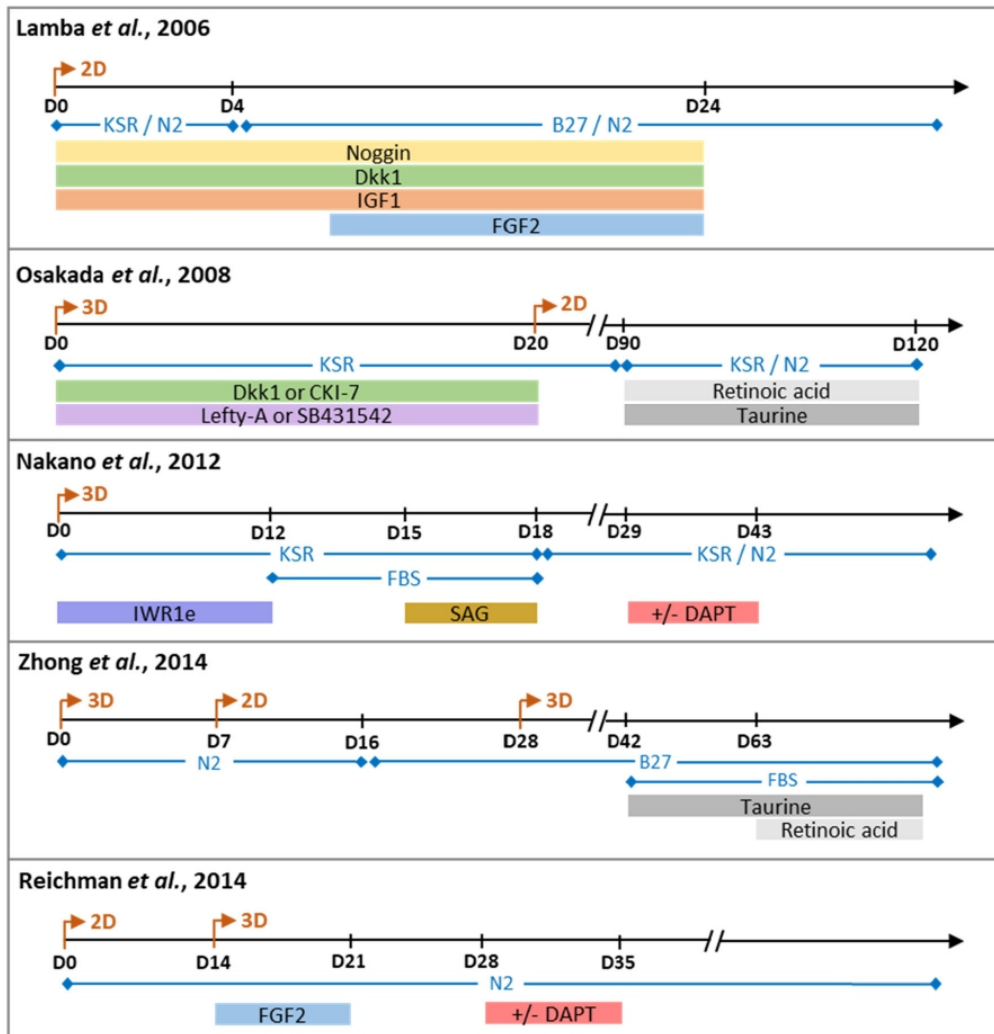 Lamba et al., 2006
2D
D0 D4 D24
KSR / N2 B27 / N2
Noggin
Dkk1
IGF1
FGF2
Osakada et al., 2008
3D 2D
D0 D20 D90 D120
KSR KSR / N2
Dkk1 or CKI-7 Retinoic acid
Lefty-A or SB431542 Taurine
Nakano et al., 2012
3D
D0 D12 D15 D18 D29 D43
KSR KSR / N2
FBS
IWR1e SAG +/- DAPT
Zhong et al., 2014
3D 2D 3D
D0 D7 D16 D28 D42 D63
N2 B27
FBS
Taurine
Retinoic acid
Reichman et al., 2014
2D 3D
D0 D14 D21 D28 D35
N2
FGF2 +/- DAPT